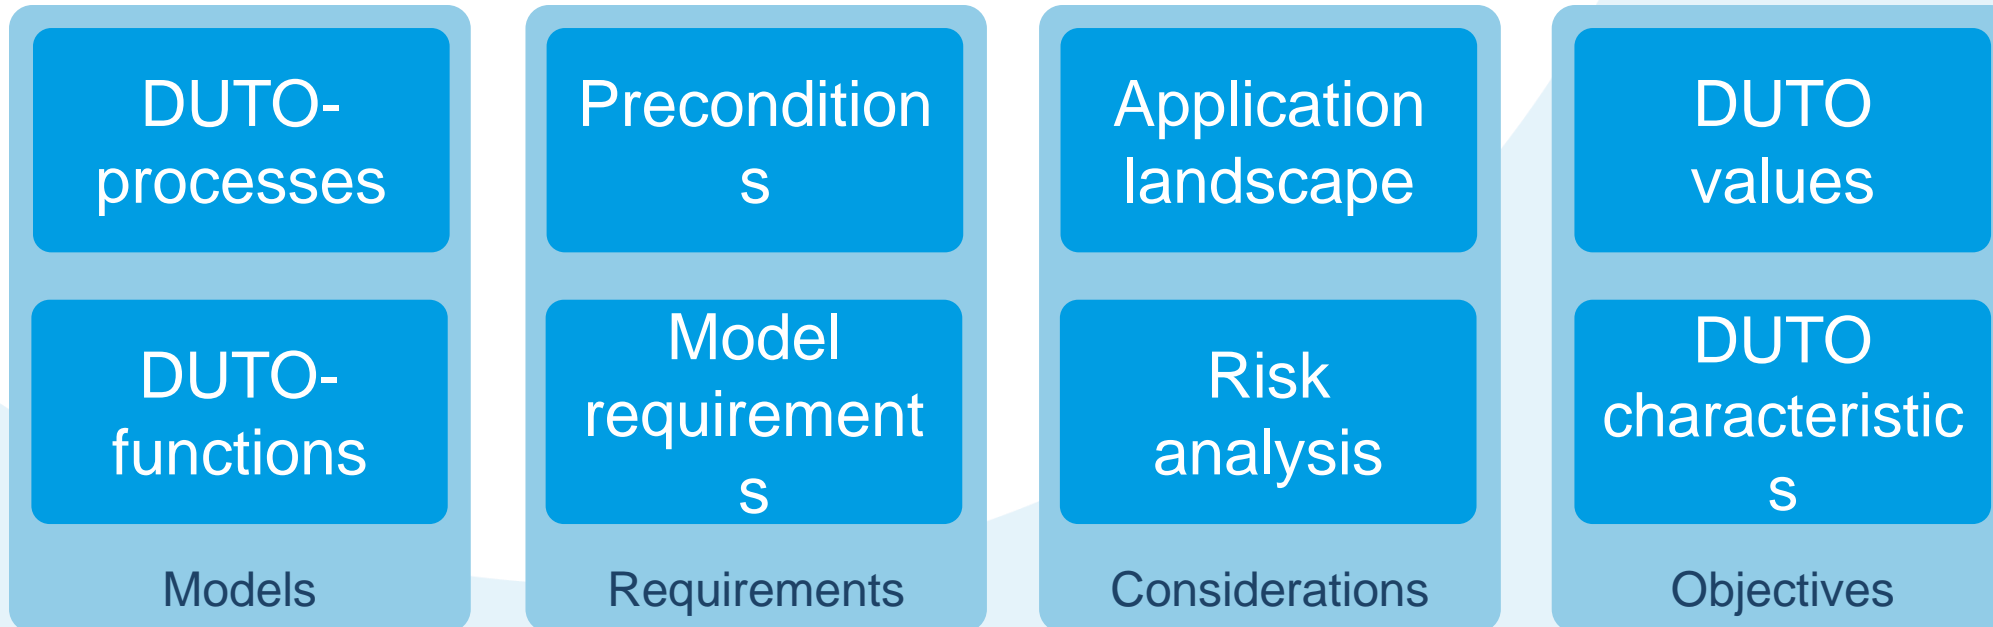 DUTO-
processes
DUTO-
functions
Models
Precondition
s
Model
requirement
s
Requirements
Application
landscape
Risk
analysis
Considerations
DUTO
values
DUTO
characteristic
s
Objectives